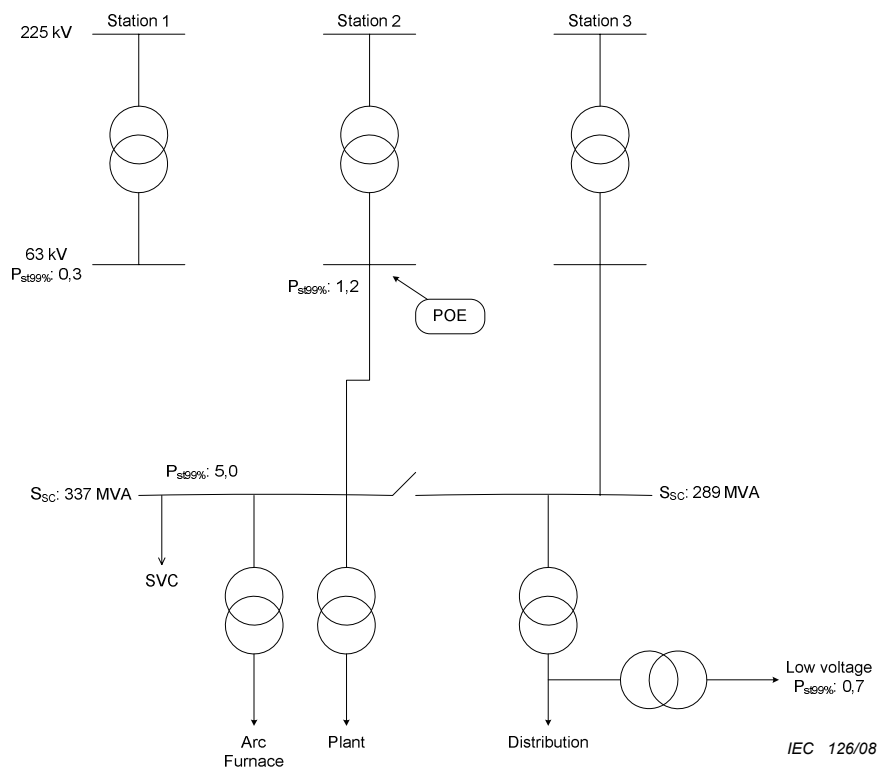 Station 1
Station 2
Station 3
225 kV
63 kV
Pst99%: 0,3
Pst99%: 1,2
POE
Pst99%: 5,0
SSC: 337 MVA
SSC: 289 MVA
SVC
Low voltage
Pst99%: 0,7
Arc
Furnace
Plant
Distribution
IEC 126/08